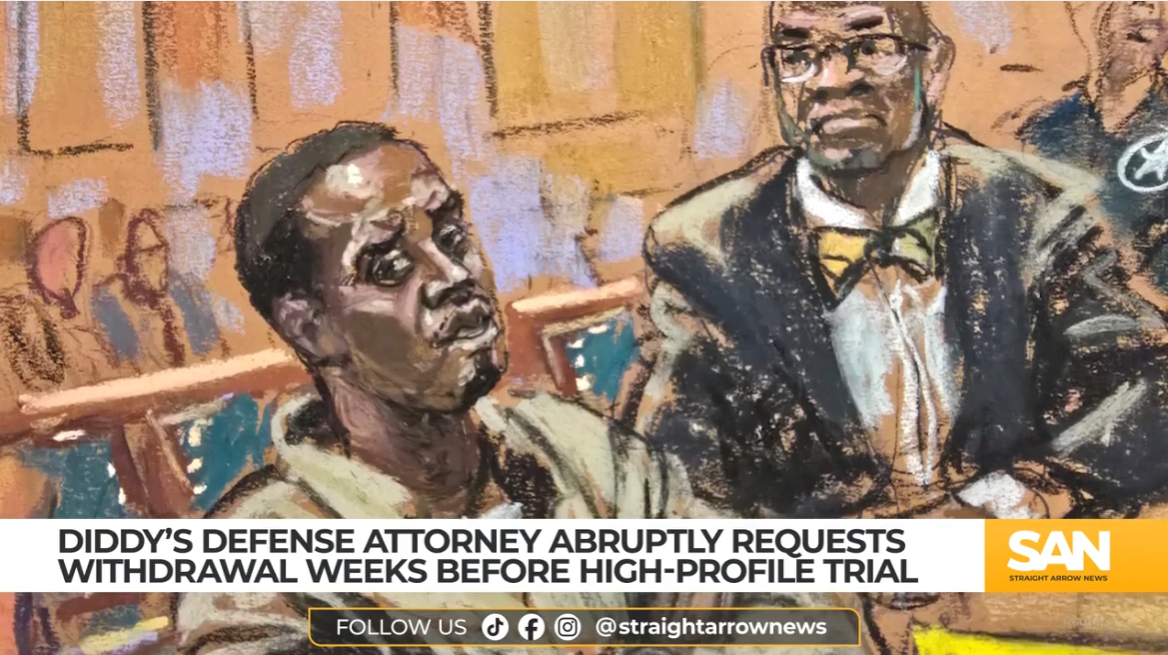 DIDDY'S DEFENSE ATTORNEY ABRUPTLY REQUESTS
WITHDRAWAL WEEKS BEFORE HIGH-PROFILE TRIAL
SAN
STRAIGHT ARROW NEWS
FOLLOW US @straightarrownews